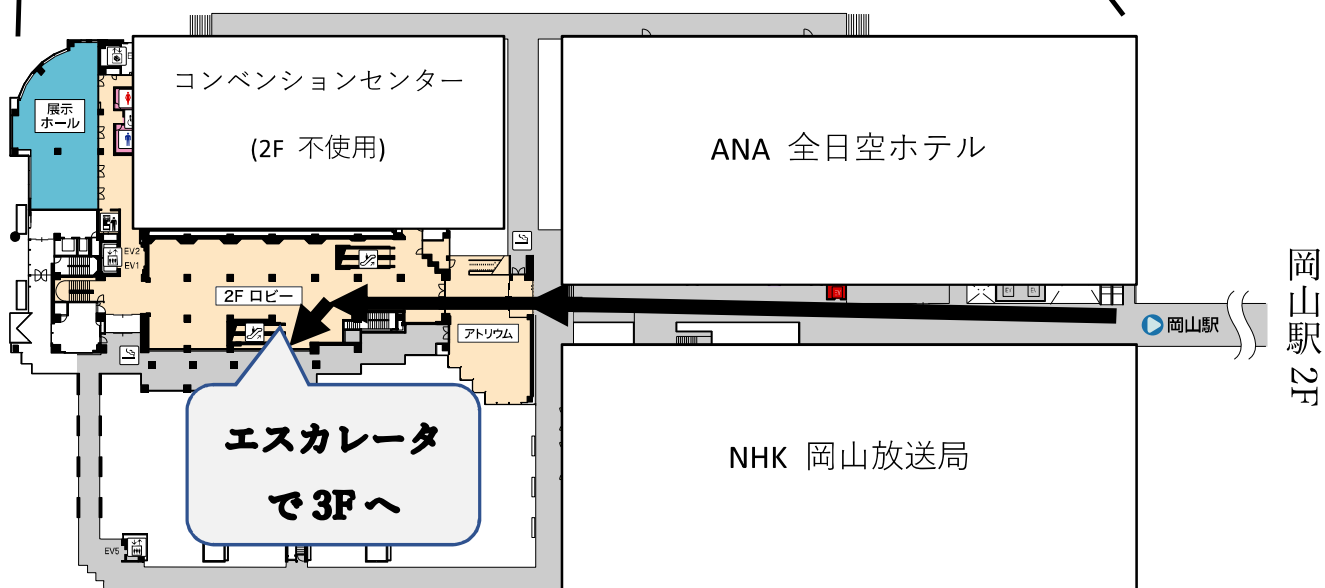 コンベンションセンター
(2F 不使用)
ANA 全日空ホテル
展示
ホール
EV2
EV1
2F ロビー
アトリウム
EV
EV
EV
岡山駅
岡山駅 2F
エスカレータ
で 3F へ
NHK 岡山放送局
EV5